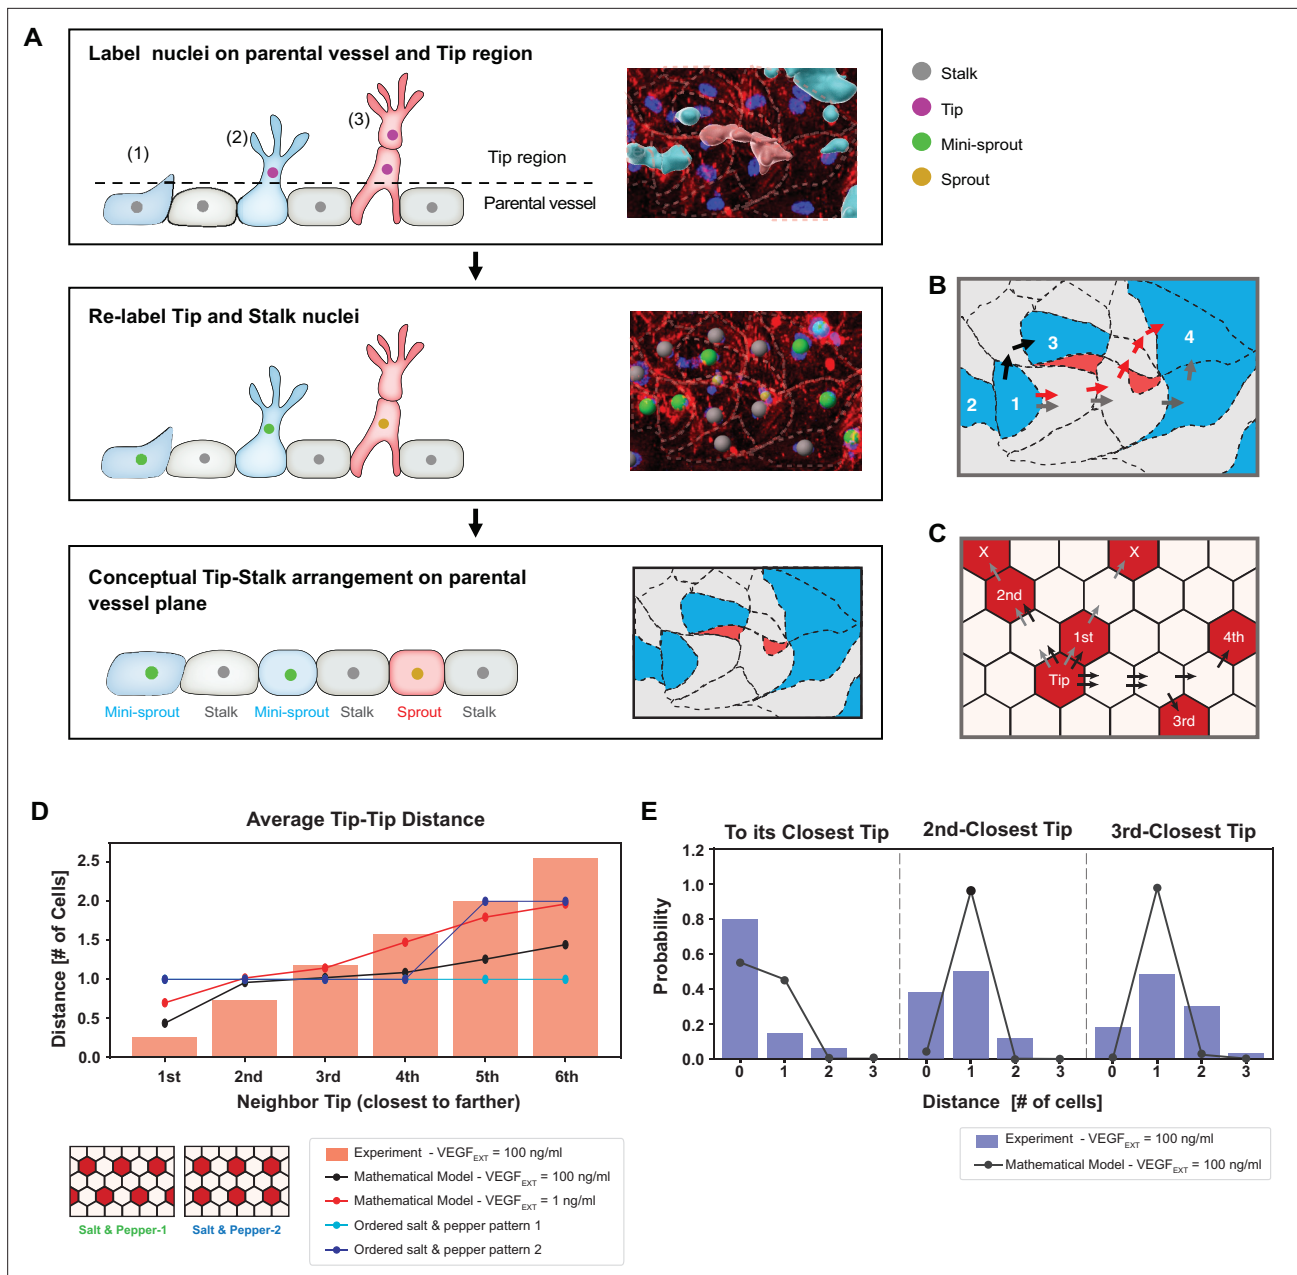 A
Label nuclei on parental vessel and Tip region
(1)
(2)
(3)
Tip region
Parental vessel
Stalk
Tip
Mini-sprout
Sprout
Re-label Tip and Stalk nuclei
Conceptual Tip-Stalk arrangement on parental
vessel plane
Mini-sprout Stalk Mini-sprout Stalk Sprout Stalk
B
3
4
2
1
C
X
X
2nd
1st
4th
Tip
3rd
D
Average Tip-Tip Distance
Distance [# of Cells]
2.5
2.0
1.5
1.0
0.5
0.0
1st 2nd 3rd 4th 5th 6th
Neighbor Tip (closest to farther)
Salt & Pepper-1
Salt & Pepper-2
Experiment - VEGFEXT = 100 ng/ml
Mathematical Model - VEGFEXT = 100 ng/ml
Mathematical Model - VEGFEXT = 1 ng/ml
Ordered salt & pepper pattern 1
Ordered salt & pepper pattern 2
E
To its Closest Tip
2nd-Closest Tip
3rd-Closest Tip
Probability
1.2
1.0
0.8
0.6
0.4
0.2
0.0
0 1 2 3 0 1 2 3 0 1 2 3
Distance [# of cells]
Experiment - VEGFEXT = 100 ng/ml
Mathematical Model - VEGFEXT = 100 ng/ml